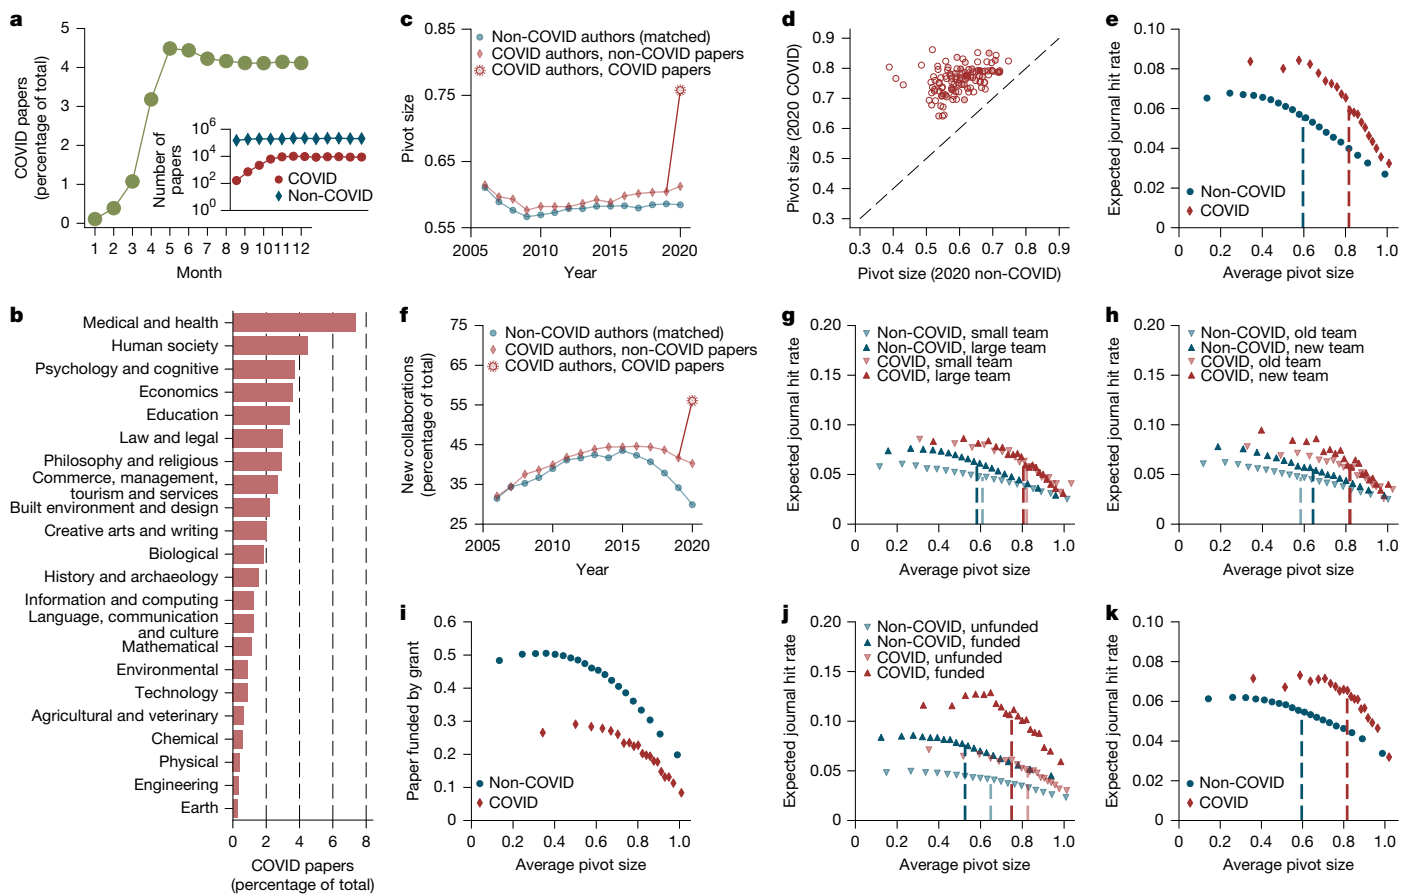 a
COVID papers
(percentage of total)
5
4
3
2
1
0
1 2 3 4 5 6 7 8 9 10 11 12
Month
Number of
papers
10^6
10^4
10^2
10^0
COVID
Non-COVID
b
Medical and health
Human society
Psychology and cognitive
Economics
Education
Law and legal
Philosophy and religious
Commerce, management,
tourism and services
Built environment and design
Creative arts and writing
Biological
History and archaeology
Information and computing
Language, communication
and culture
Mathematical
Environmental
Technology
Agricultural and veterinary
Chemical
Physical
Engineering
Earth
0 2 4 6 8
COVID papers
(percentage of total)
c
Non-COVID authors (matched)
COVID authors, non-COVID papers
COVID authors, COVID papers
Pivot size
0.85
0.75
0.65
0.55
2005 2010 2015 2020
Year
d
Pivot size (2020 COVID)
0.9
0.8
0.7
0.6
0.5
0.4
0.3
0.3 0.4 0.5 0.6 0.7 0.8 0.9
Pivot size (2020 non-COVID)
e
Expected journal hit rate
0.10
0.08
0.06
0.04
0.02
0
Non-COVID
COVID
0 0.2 0.4 0.6 0.8 1.0
Average pivot size
f
Non-COVID authors (matched)
COVID authors, non-COVID papers
COVID authors, COVID papers
New collaborations
(percentage of total)
75
65
55
45
35
25
2005 2010 2015 2020
Year
g
Non-COVID, small team
Non-COVID, large team
COVID, small team
COVID, large team
Expected journal hit rate
0.20
0.15
0.10
0.05
0
0 0.2 0.4 0.6 0.8 1.0
Average pivot size
h
Non-COVID, old team
Non-COVID, new team
COVID, old team
COVID, new team
Expected journal hit rate
0.20
0.15
0.10
0.05
0
0 0.2 0.4 0.6 0.8 1.0
Average pivot size
i
Paper funded by grant
0.6
0.5
0.4
0.3
0.2
0.1
0
Non-COVID
COVID
0 0.2 0.4 0.6 0.8 1.0
Average pivot size
j
Non-COVID, unfunded
Non-COVID, funded
COVID, unfunded
COVID, funded
Expected journal hit rate
0.20
0.15
0.10
0.05
0
0 0.2 0.4 0.6 0.8 1.0
Average pivot size
k
Expected journal hit rate
0.10
0.08
0.06
0.04
0.02
0
Non-COVID
COVID
0 0.2 0.4 0.6 0.8 1.0
Average pivot size